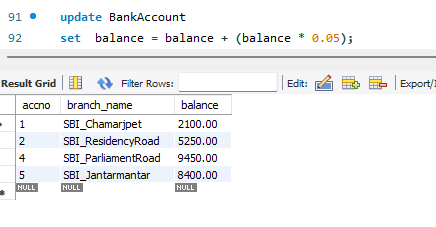 91 update BankAccount
92 set balance = balance + (balance * 0.05);
Result Grid Filter Rows: Edit: Export/I
accno branch_name balance
1 SBI_Chamarjpet 2100.00
2 SBI_ResidencyRoad 5250.00
4 SBI_ParliamentRoad 9450.00
5 SBI_Jantarmantar 8400.00
NULL NULL NULL